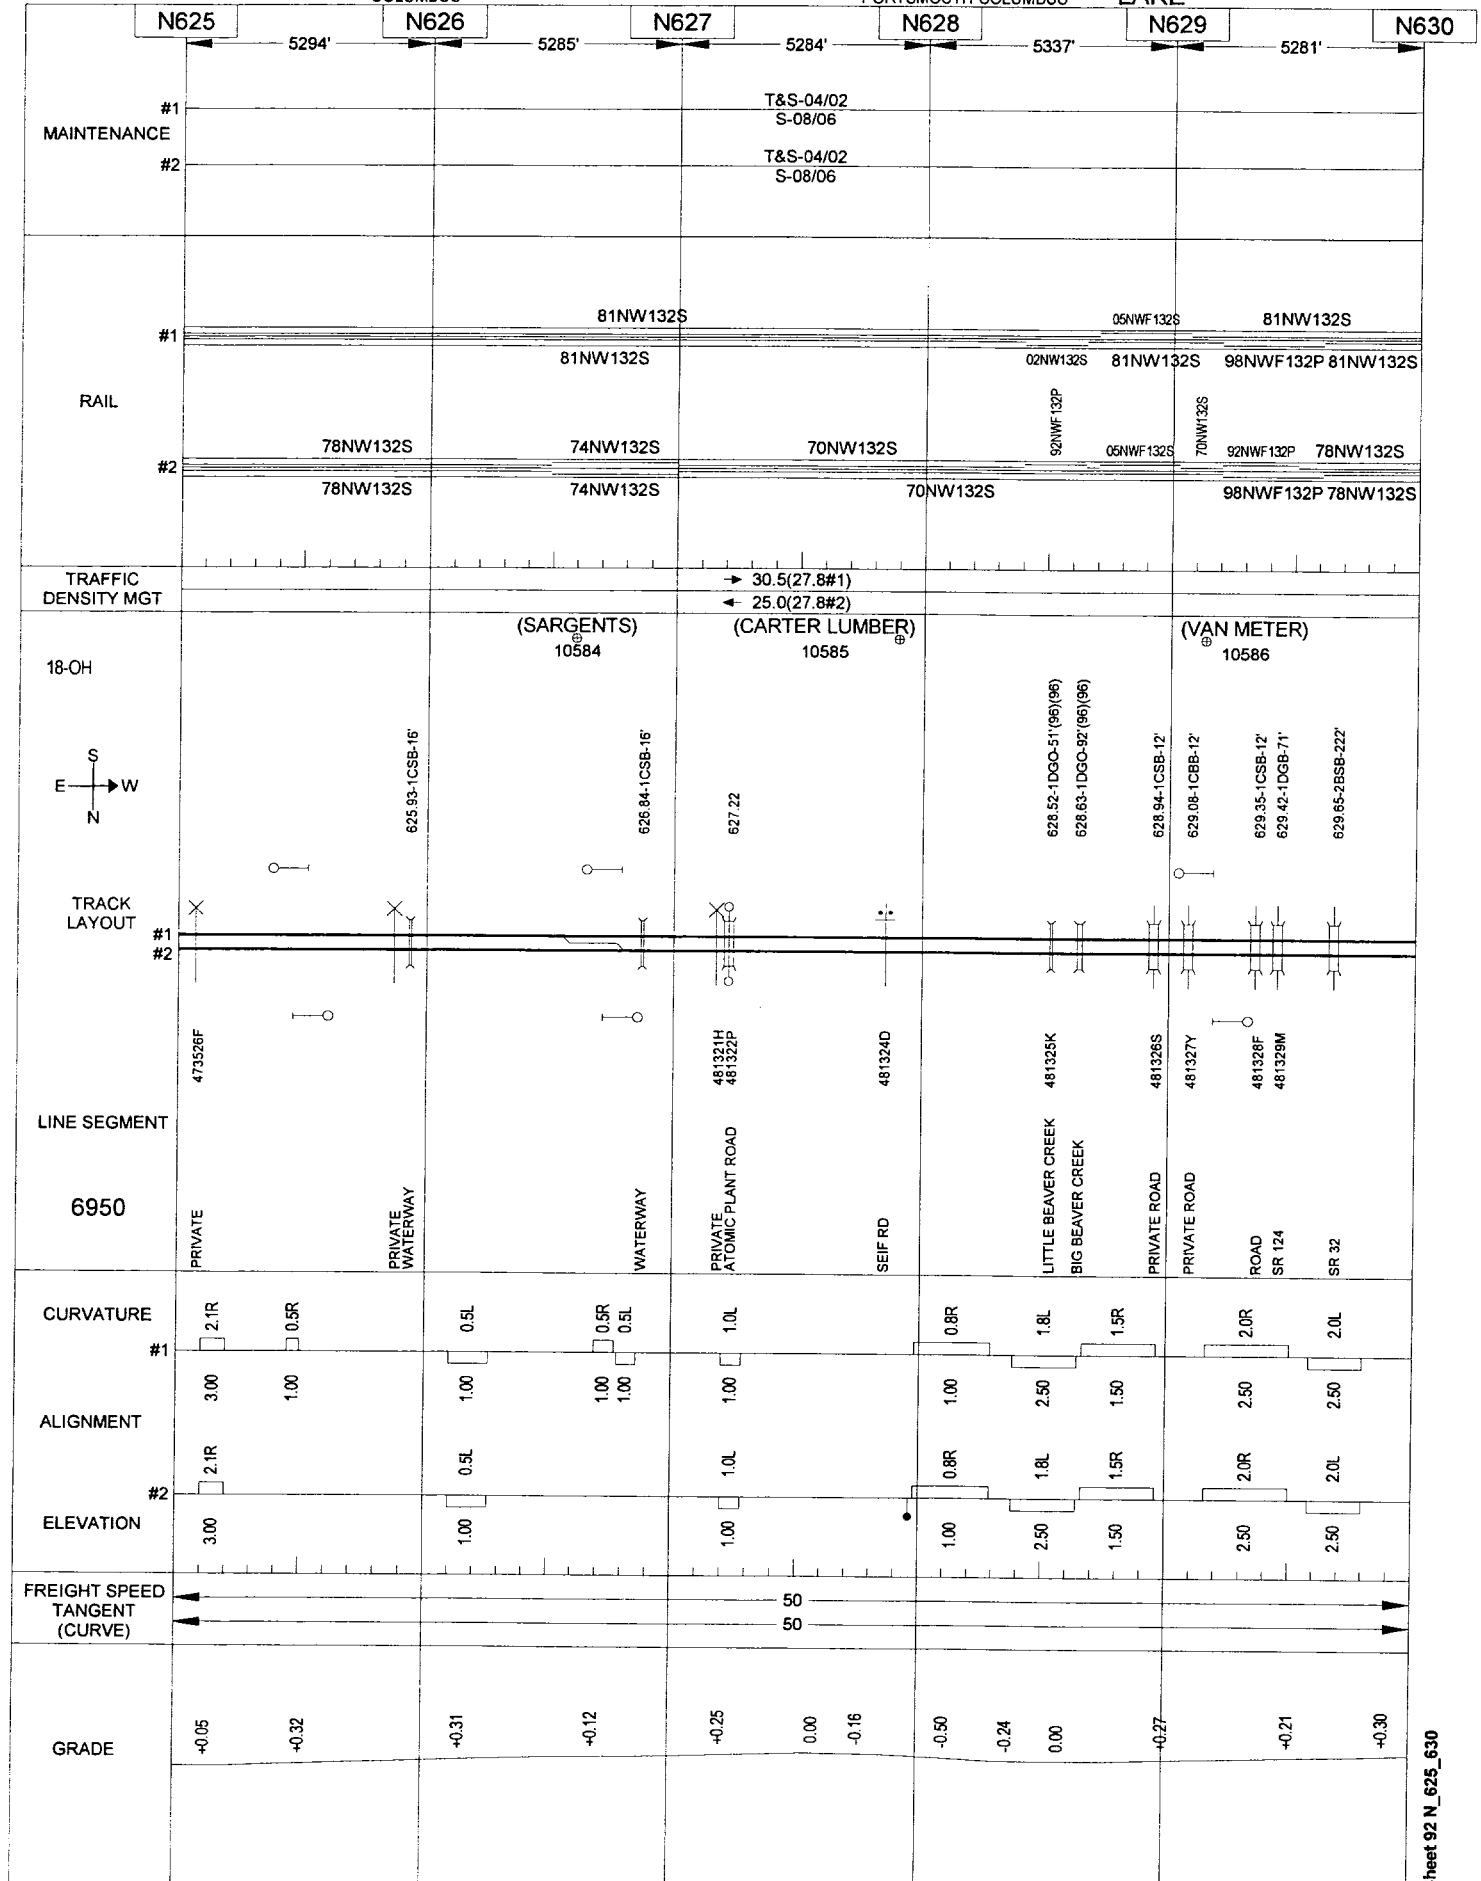 N625 N626 N627 N628 N629 N630
5294' 5285' 5284' 5337' 5281'
MAINTENANCE
#1
T&S-04/02
S-08/06
#2
T&S-04/02
S-08/06
RAIL
#1
81NW132S 05NWF132S 81NW132S
81NW132S 02NW132S 81NW132S 98NWF132P 81NW132S
92NWF132P 70NW132S
#2
78NW132S 74NW132S 70NW132S 05NWF132S 92NWF132P 78NW132S
78NW132S 74NW132S 70NW132S 98NWF132P 78NW132S
TRAFFIC
DENSITY MGT
30.5(27.8#1)
25.0(27.8#2)
(SARGENTS) (CARTER LUMBER) (VAN METER)
10584 10585 10586
18-OH
S
E W
N
625.93-1CSB-16'
626.84-1CSB-16'
627.22
628.52-1DGO-51'(96)(96)
628.63-1DGO-92'(96)(96)
628.94-1CSB-12'
629.08-1CBB-12'
629.35-1CSB-12'
629.42-1DGB-71'
629.65-2BSB-222'
TRACK
LAYOUT
#1
#2
473526F
481321H
481322P
481324D
481325K
481326S
481327Y
481328F
481329M
LINE SEGMENT
6950
PRIVATE
PRIVATE
WATERWAY
WATERWAY
PRIVATE
ATOMIC PLANT ROAD
SEIF RD
LITTLE BEAVER CREEK
BIG BEAVER CREEK
PRIVATE ROAD
PRIVATE ROAD
ROAD
SR 124
SR 32
CURVATURE
#1
2.1R 0.5R 0.5L 0.5R 0.5L 1.0L 0.8R 1.8L 1.5R 2.0R 2.0L
3.00 1.00 1.00 1.00 1.00 1.00 1.00 2.50 1.50 2.50 2.50
ALIGNMENT
#2
2.1R 0.5L 1.0L 0.8R 1.8L 1.5R 2.0R 2.0L
ELEVATION
3.00 1.00 1.00 1.00 2.50 1.50 2.50 2.50
FREIGHT SPEED
TANGENT
(CURVE)
50
50
GRADE
+0.05 +0.32 +0.31 +0.12 +0.25 0.00 -0.16 -0.50 -0.24 0.00 +0.27 +0.21 +0.30
heet 92 N_625_630